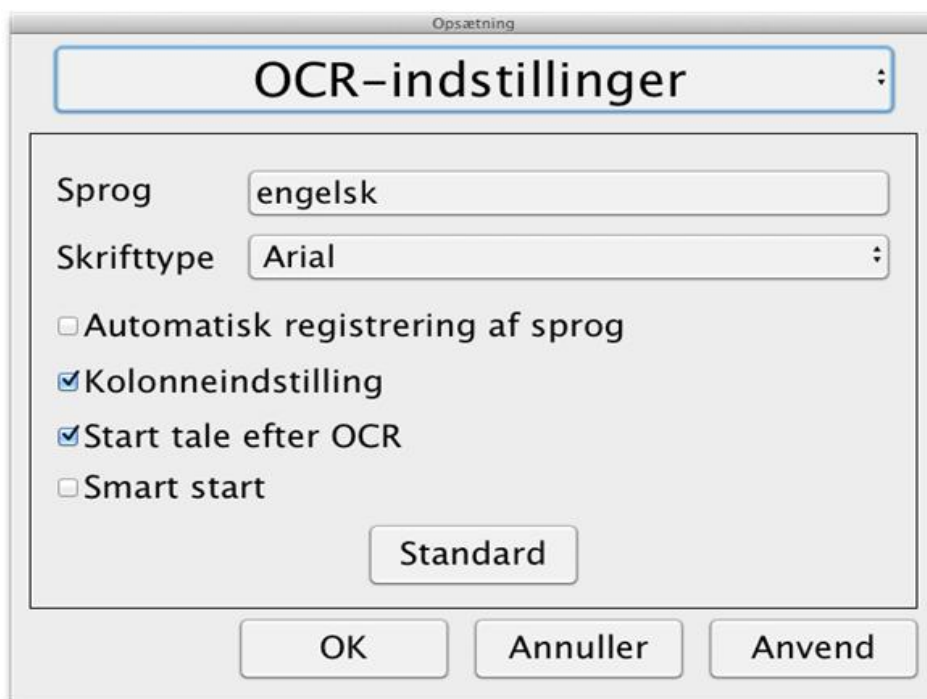 Opsætning
OCR-indstillinger
Sprog engelsk
Skrifttype Arial
Automatisk registrering af sprog
Kolonneindstilling
Start tale efter OCR
Smart start
Standard
OK Annuller Anvend